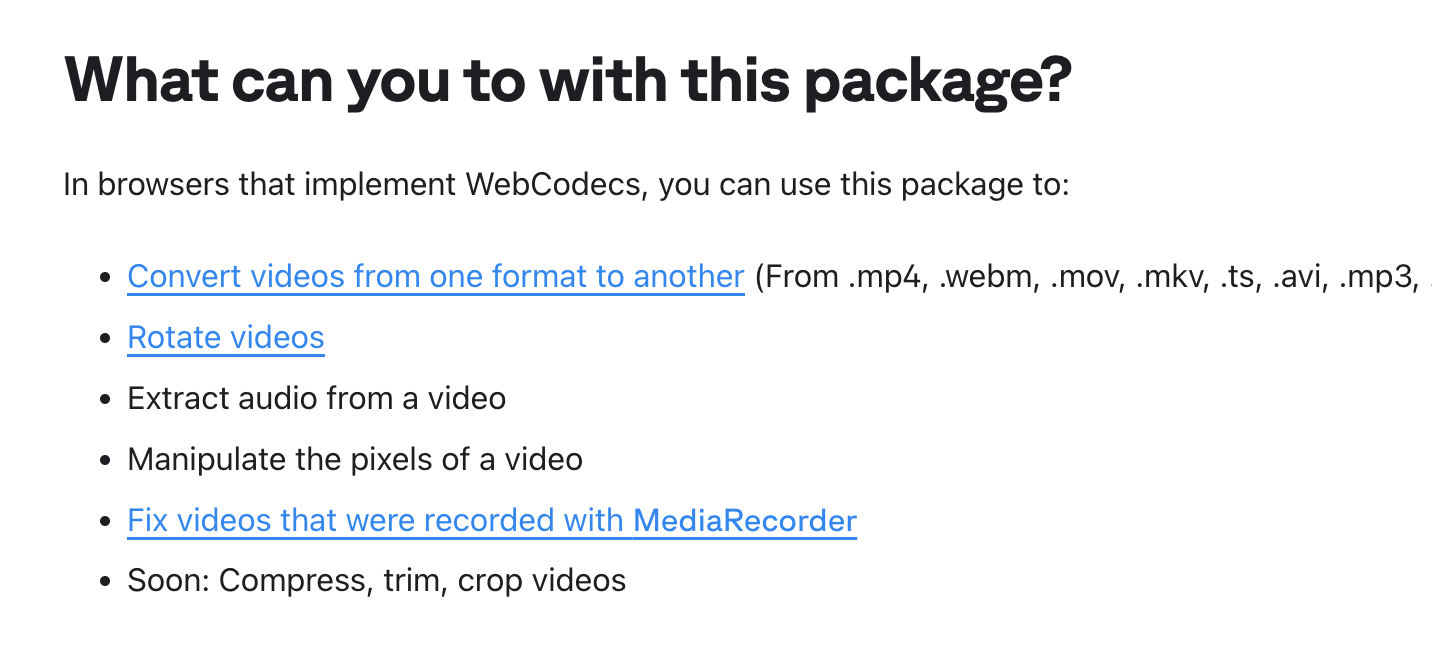 What can you to with this package?
In browsers that implement WebCodecs, you can use this package to:
• Convert videos from one format to another (From .mp4, .webm, .mov, .mkv, .ts, .avi, .mp3, .
• Rotate videos
• Extract audio from a video
• Manipulate the pixels of a video
• Fix videos that were recorded with MediaRecorder
• Soon: Compress, trim, crop videos